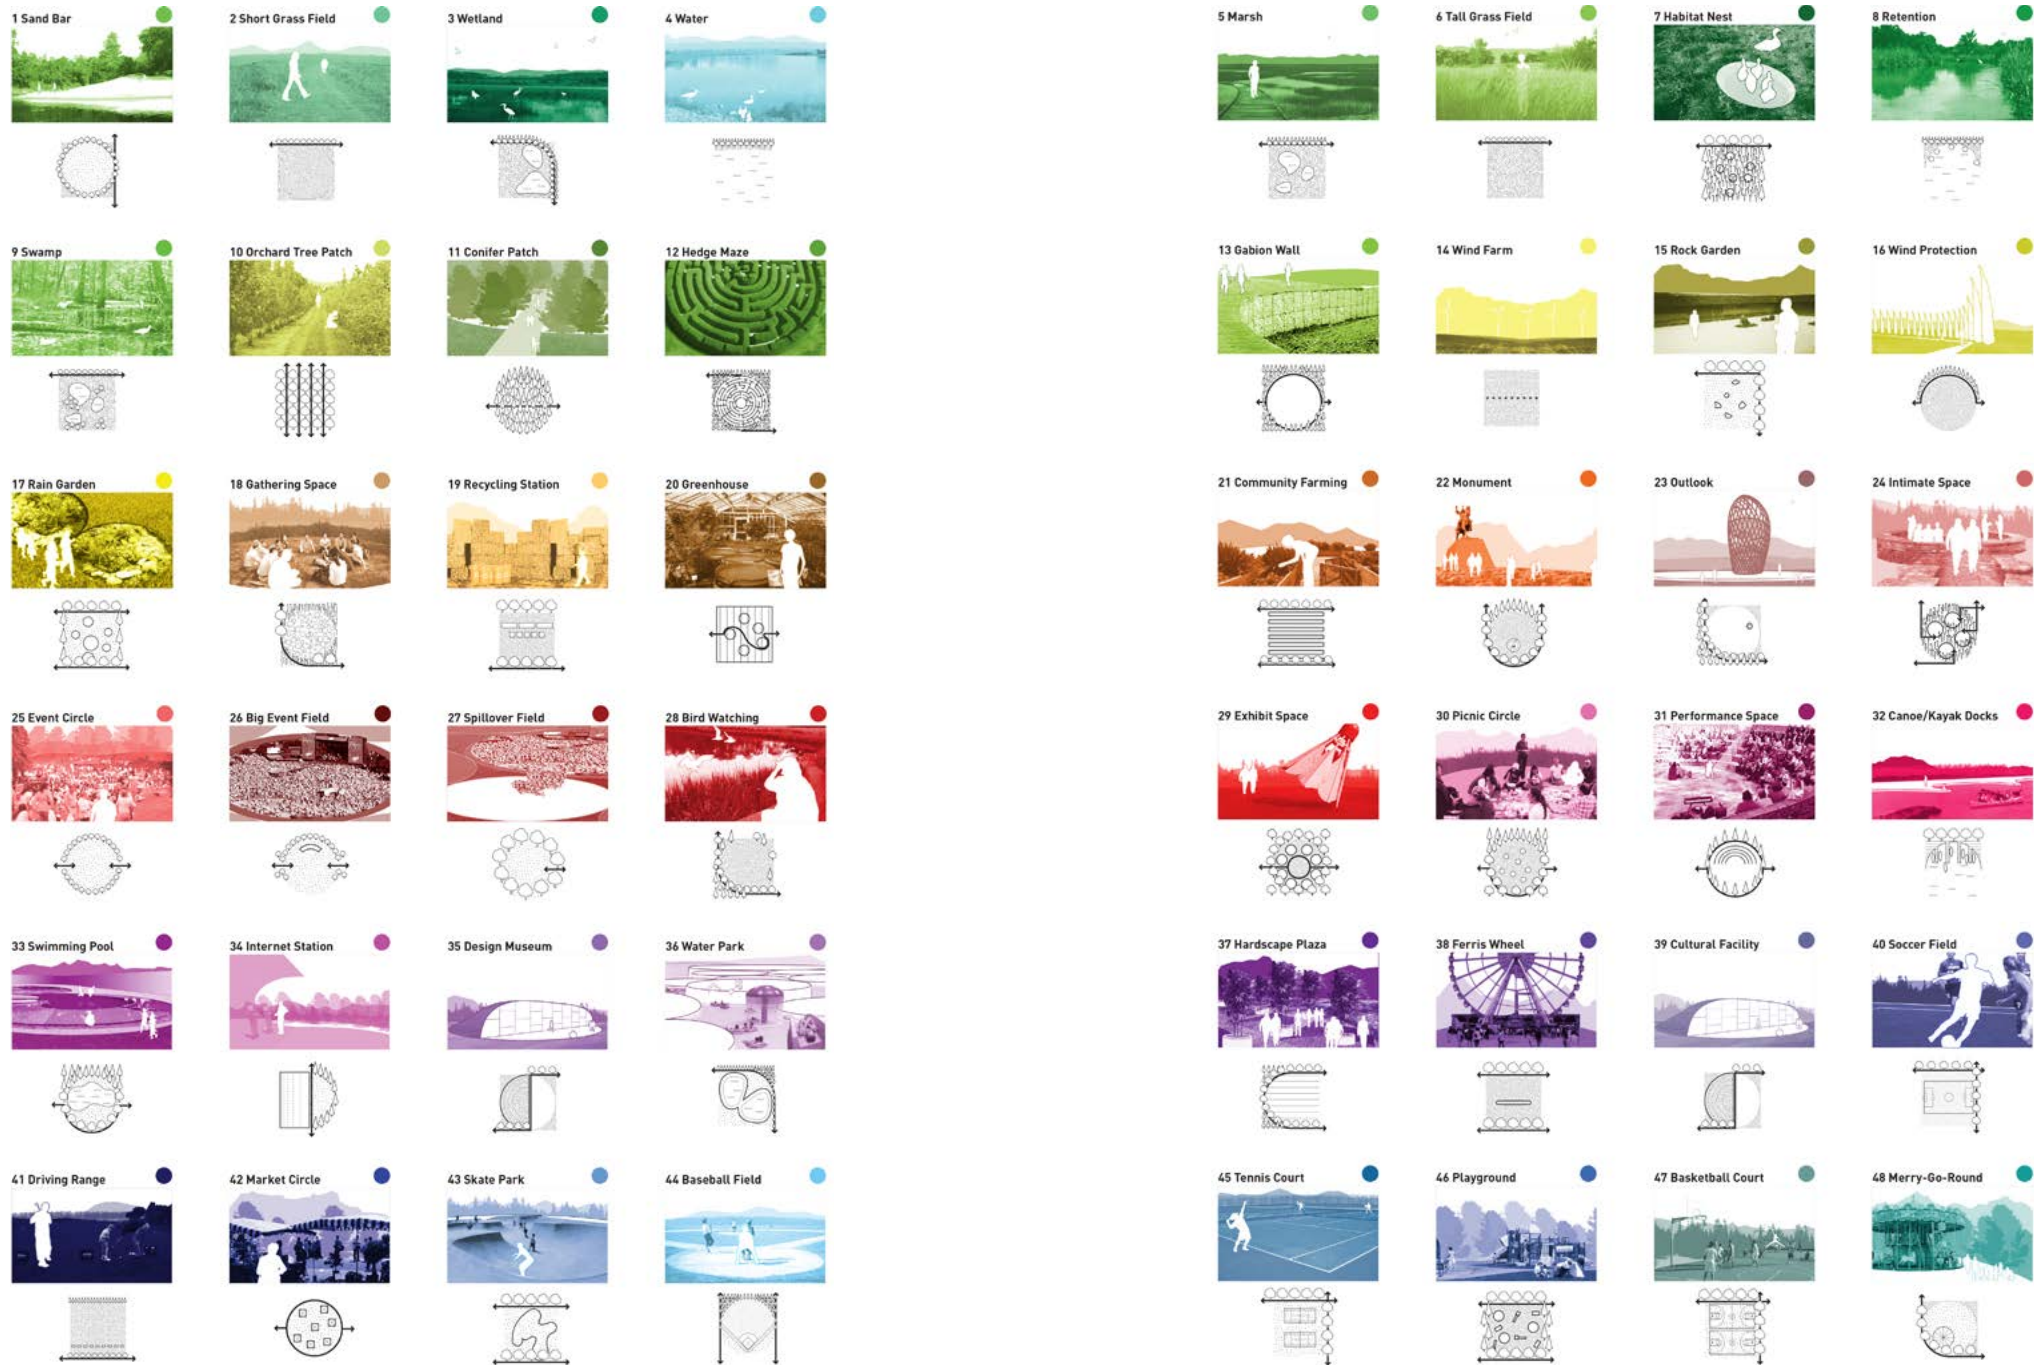 1 Sand Bar
2 Short Grass Field
3 Wetland
4 Water
5 Marsh
6 Tall Grass Field
7 Habitat Nest
8 Retention
9 Swamp
10 Orchard Tree Patch
11 Conifer Patch
12 Hedge Maze
13 Gabion Wall
14 Wind Farm
15 Rock Garden
16 Wind Protection
17 Rain Garden
18 Gathering Space
19 Recycling Station
20 Greenhouse
21 Community Farming
22 Monument
23 Outlook
24 Intimate Space
25 Event Circle
26 Big Event Field
27 Spillover Field
28 Bird Watching
29 Exhibit Space
30 Picnic Circle
31 Performance Space
32 Canoe/Kayak Docks
33 Swimming Pool
34 Internet Station
35 Design Museum
36 Water Park
37 Hardscape Plaza
38 Ferris Wheel
39 Cultural Facility
40 Soccer Field
41 Driving Range
42 Market Circle
43 Skate Park
44 Baseball Field
45 Tennis Court
46 Playground
47 Basketball Court
48 Merry-Go-Round